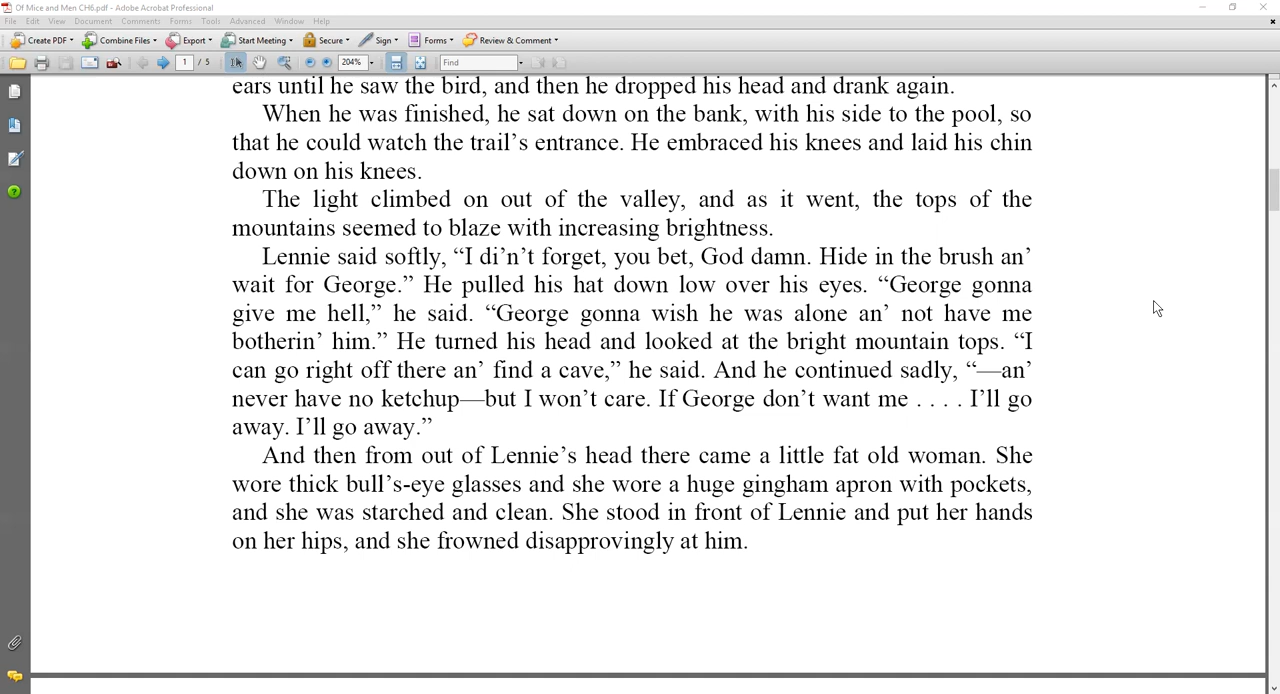 Of Mice and Men CH6.pdf - Adobe Acrobat Professional
File Edit View Document Comments Forms Tools Advanced Window Help
Create PDF Combine Files Export Start Meeting Secure Sign Forms Review & Comment
1 / 5 204% Find
ears until he saw the bird, and then he dropped his head and drank again.
When he was finished, he sat down on the bank, with his side to the pool, so
that he could watch the trail’s entrance. He embraced his knees and laid his chin
down on his knees.
The light climbed on out of the valley, and as it went, the tops of the
mountains seemed to blaze with increasing brightness.
Lennie said softly, “I di’n’t forget, you bet, God damn. Hide in the brush an’
wait for George.” He pulled his hat down low over his eyes. “George gonna
give me hell,” he said. “George gonna wish he was alone an’ not have me
botherin’ him.” He turned his head and looked at the bright mountain tops. “I
can go right off there an’ find a cave,” he said. And he continued sadly, “—an’
never have no ketchup—but I won’t care. If George don’t want me . . . . I’ll go
away. I’ll go away.”
And then from out of Lennie’s head there came a little fat old woman. She
wore thick bull’s-eye glasses and she wore a huge gingham apron with pockets,
and she was starched and clean. She stood in front of Lennie and put her hands
on her hips, and she frowned disapprovingly at him.